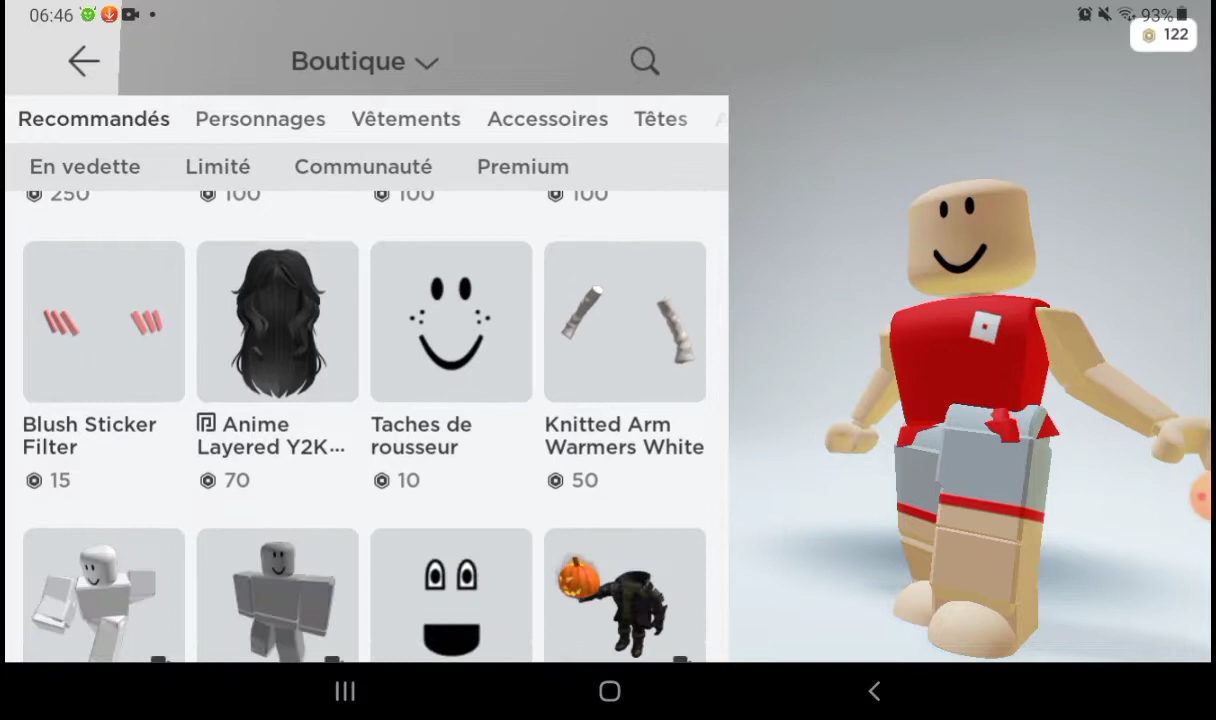 06:46
93%
122
Boutique
Recommandés Personnages Vêtements Accessoires Têtes
En vedette Limité Communauté Premium
250 100 100 100
Blush Sticker Filter
15
Anime Layered Y2K...
70
Taches de rousseur
10
Knitted Arm Warmers White
50